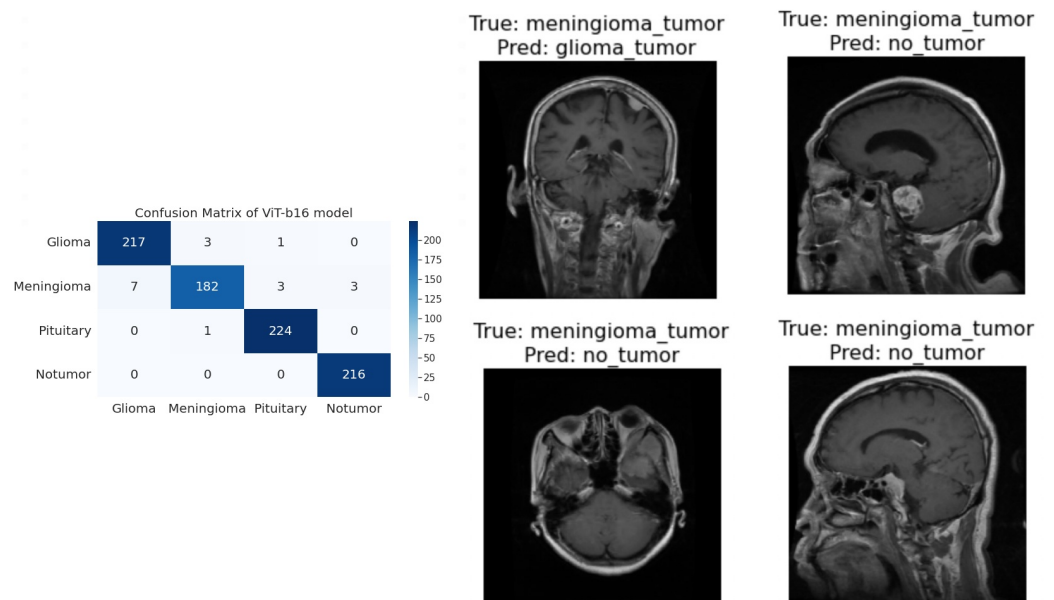 Confusion Matrix of ViT-b16 model
Glioma 217 3 1 0
Meningioma 7 182 3 3
Pituitary 0 1 224 0
Notumor 0 0 0 216
Glioma Meningioma Pituitary Notumor
200
175
150
125
100
75
50
25
0
True: meningioma_tumor
Pred: glioma_tumor
True: meningioma_tumor
Pred: no_tumor
True: meningioma_tumor
Pred: no_tumor
True: meningioma_tumor
Pred: no_tumor